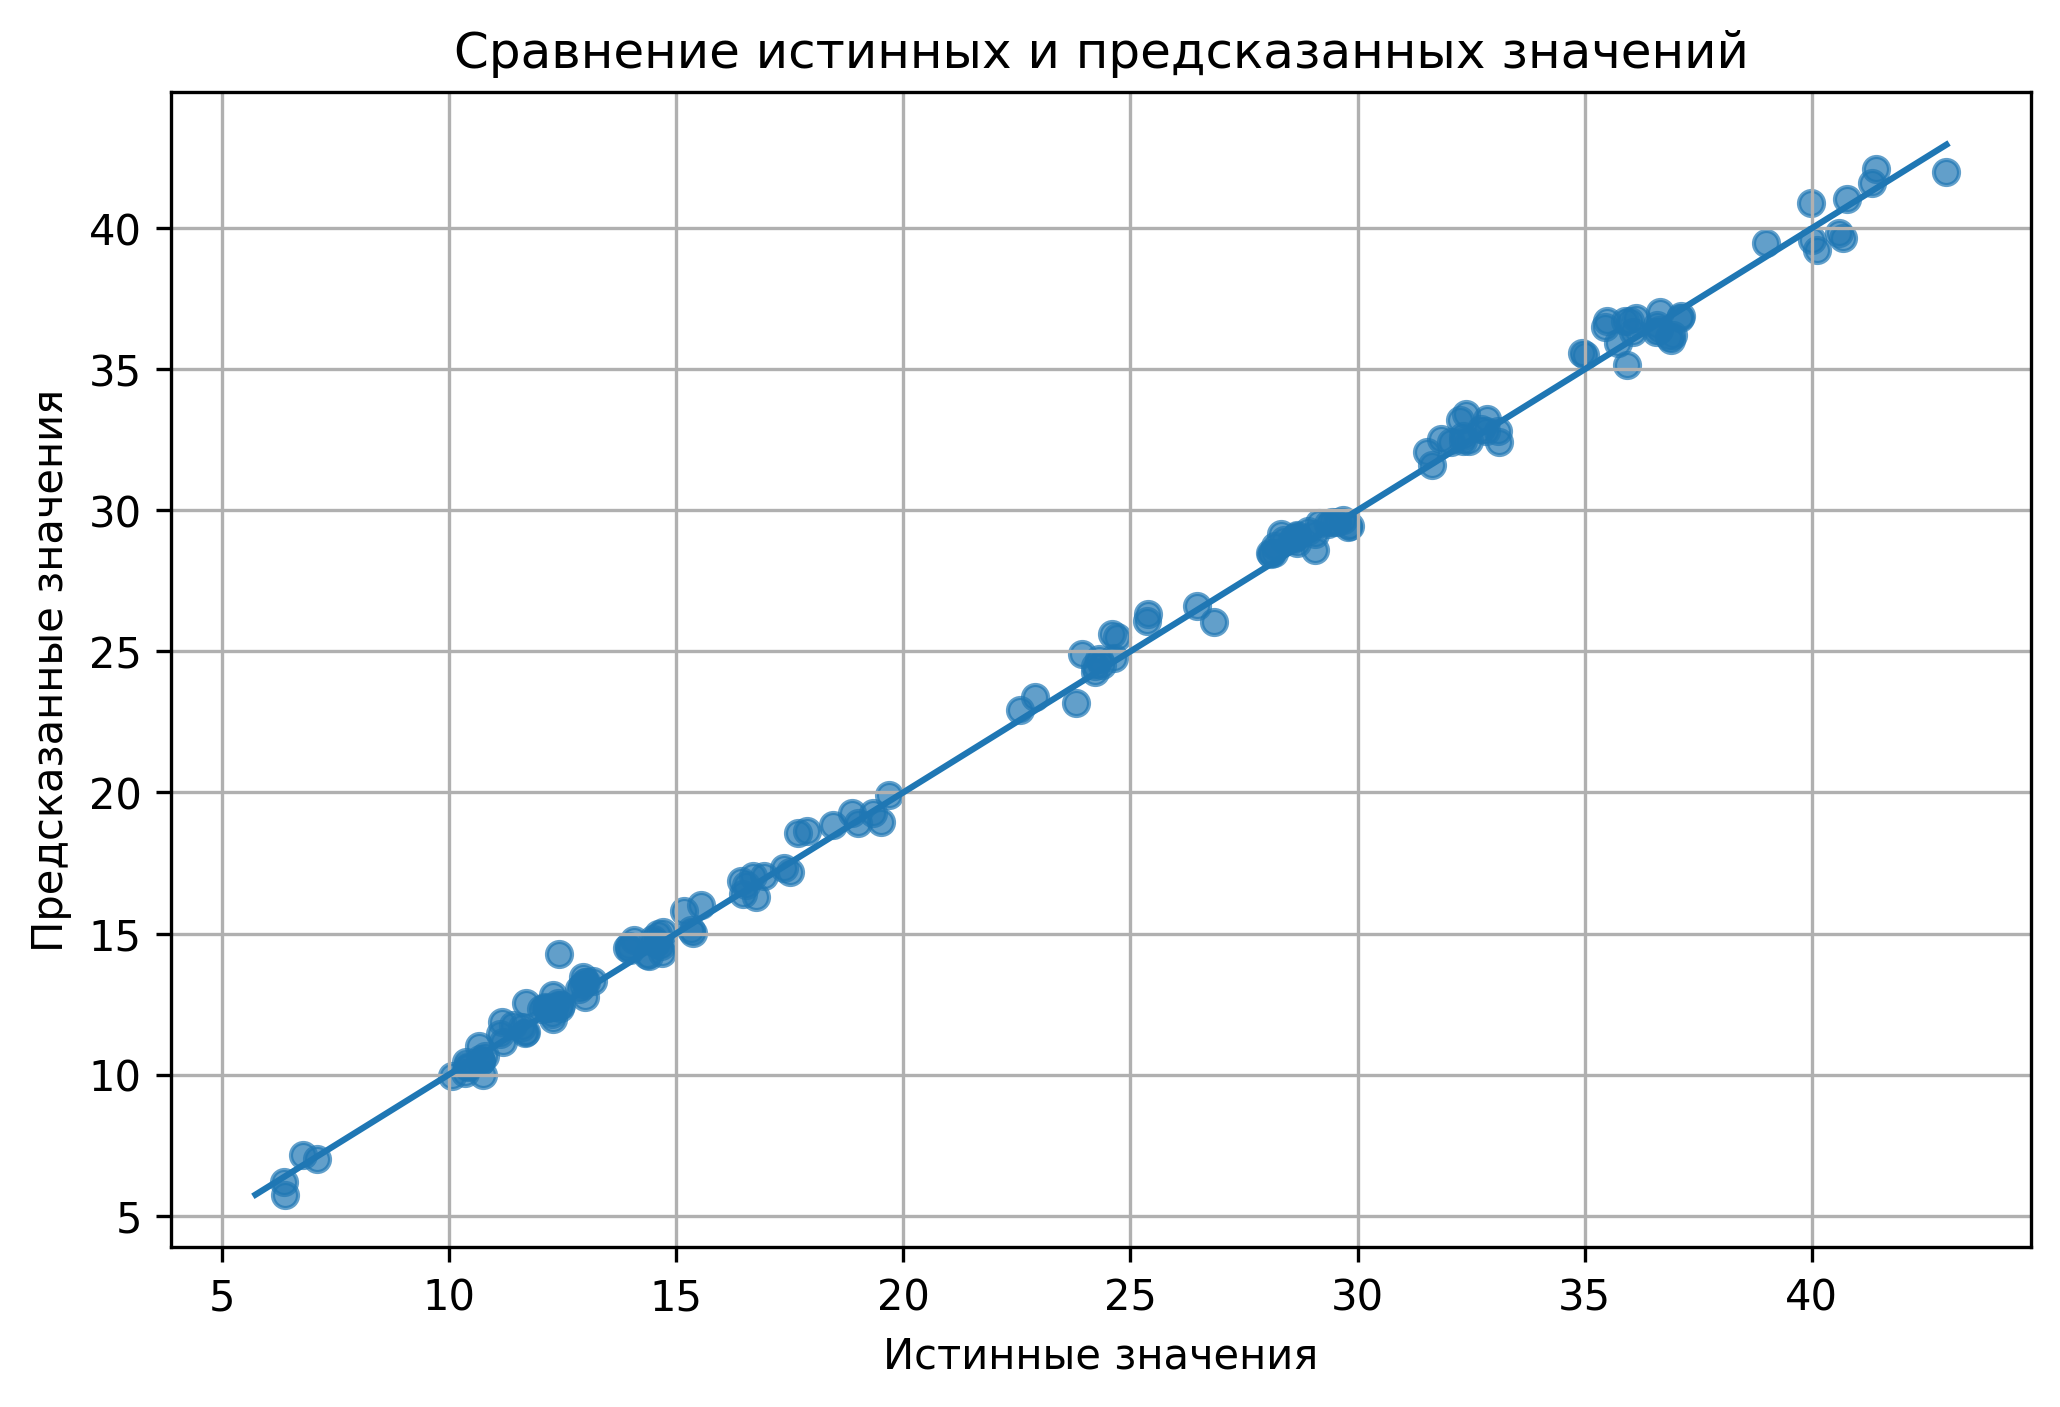 Сравнение истинных и предсказанных значений
Предсказанные значения
40
35
30
25
20
15
10
5
5 10 15 20 25 30 35 40
Истинные значения